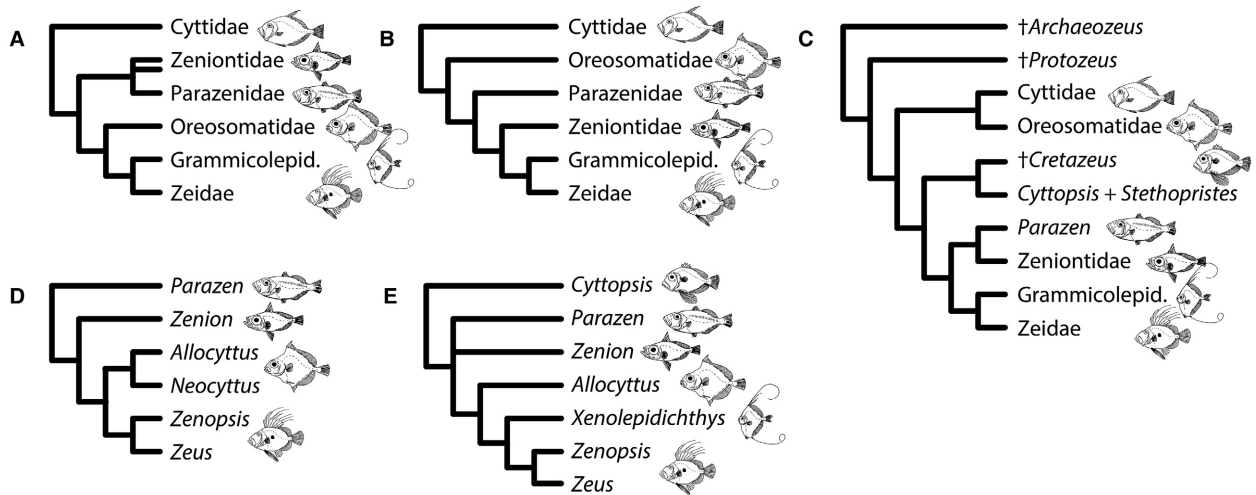 A
Cyttidae
Zeniontidae
Parazenidae
Oreosomatidae
Grammicolepid.
Zeidae
B
Cyttidae
Oreosomatidae
Parazenidae
Zeniontidae
Grammicolepid.
Zeidae
C
†Archaeozeus
†Protozeus
Cyttidae
Oreosomatidae
†Cretazeus
Cyttopsis + Stethopristes
Parazen
Zeniontidae
Grammicolepid.
Zeidae
D
Parazen
Zenion
Allocyttus
Neocyttus
Zenopsis
Zeus
E
Cyttopsis
Parazen
Zenion
Allocyttus
Xenolepidichthys
Zenopsis
Zeus